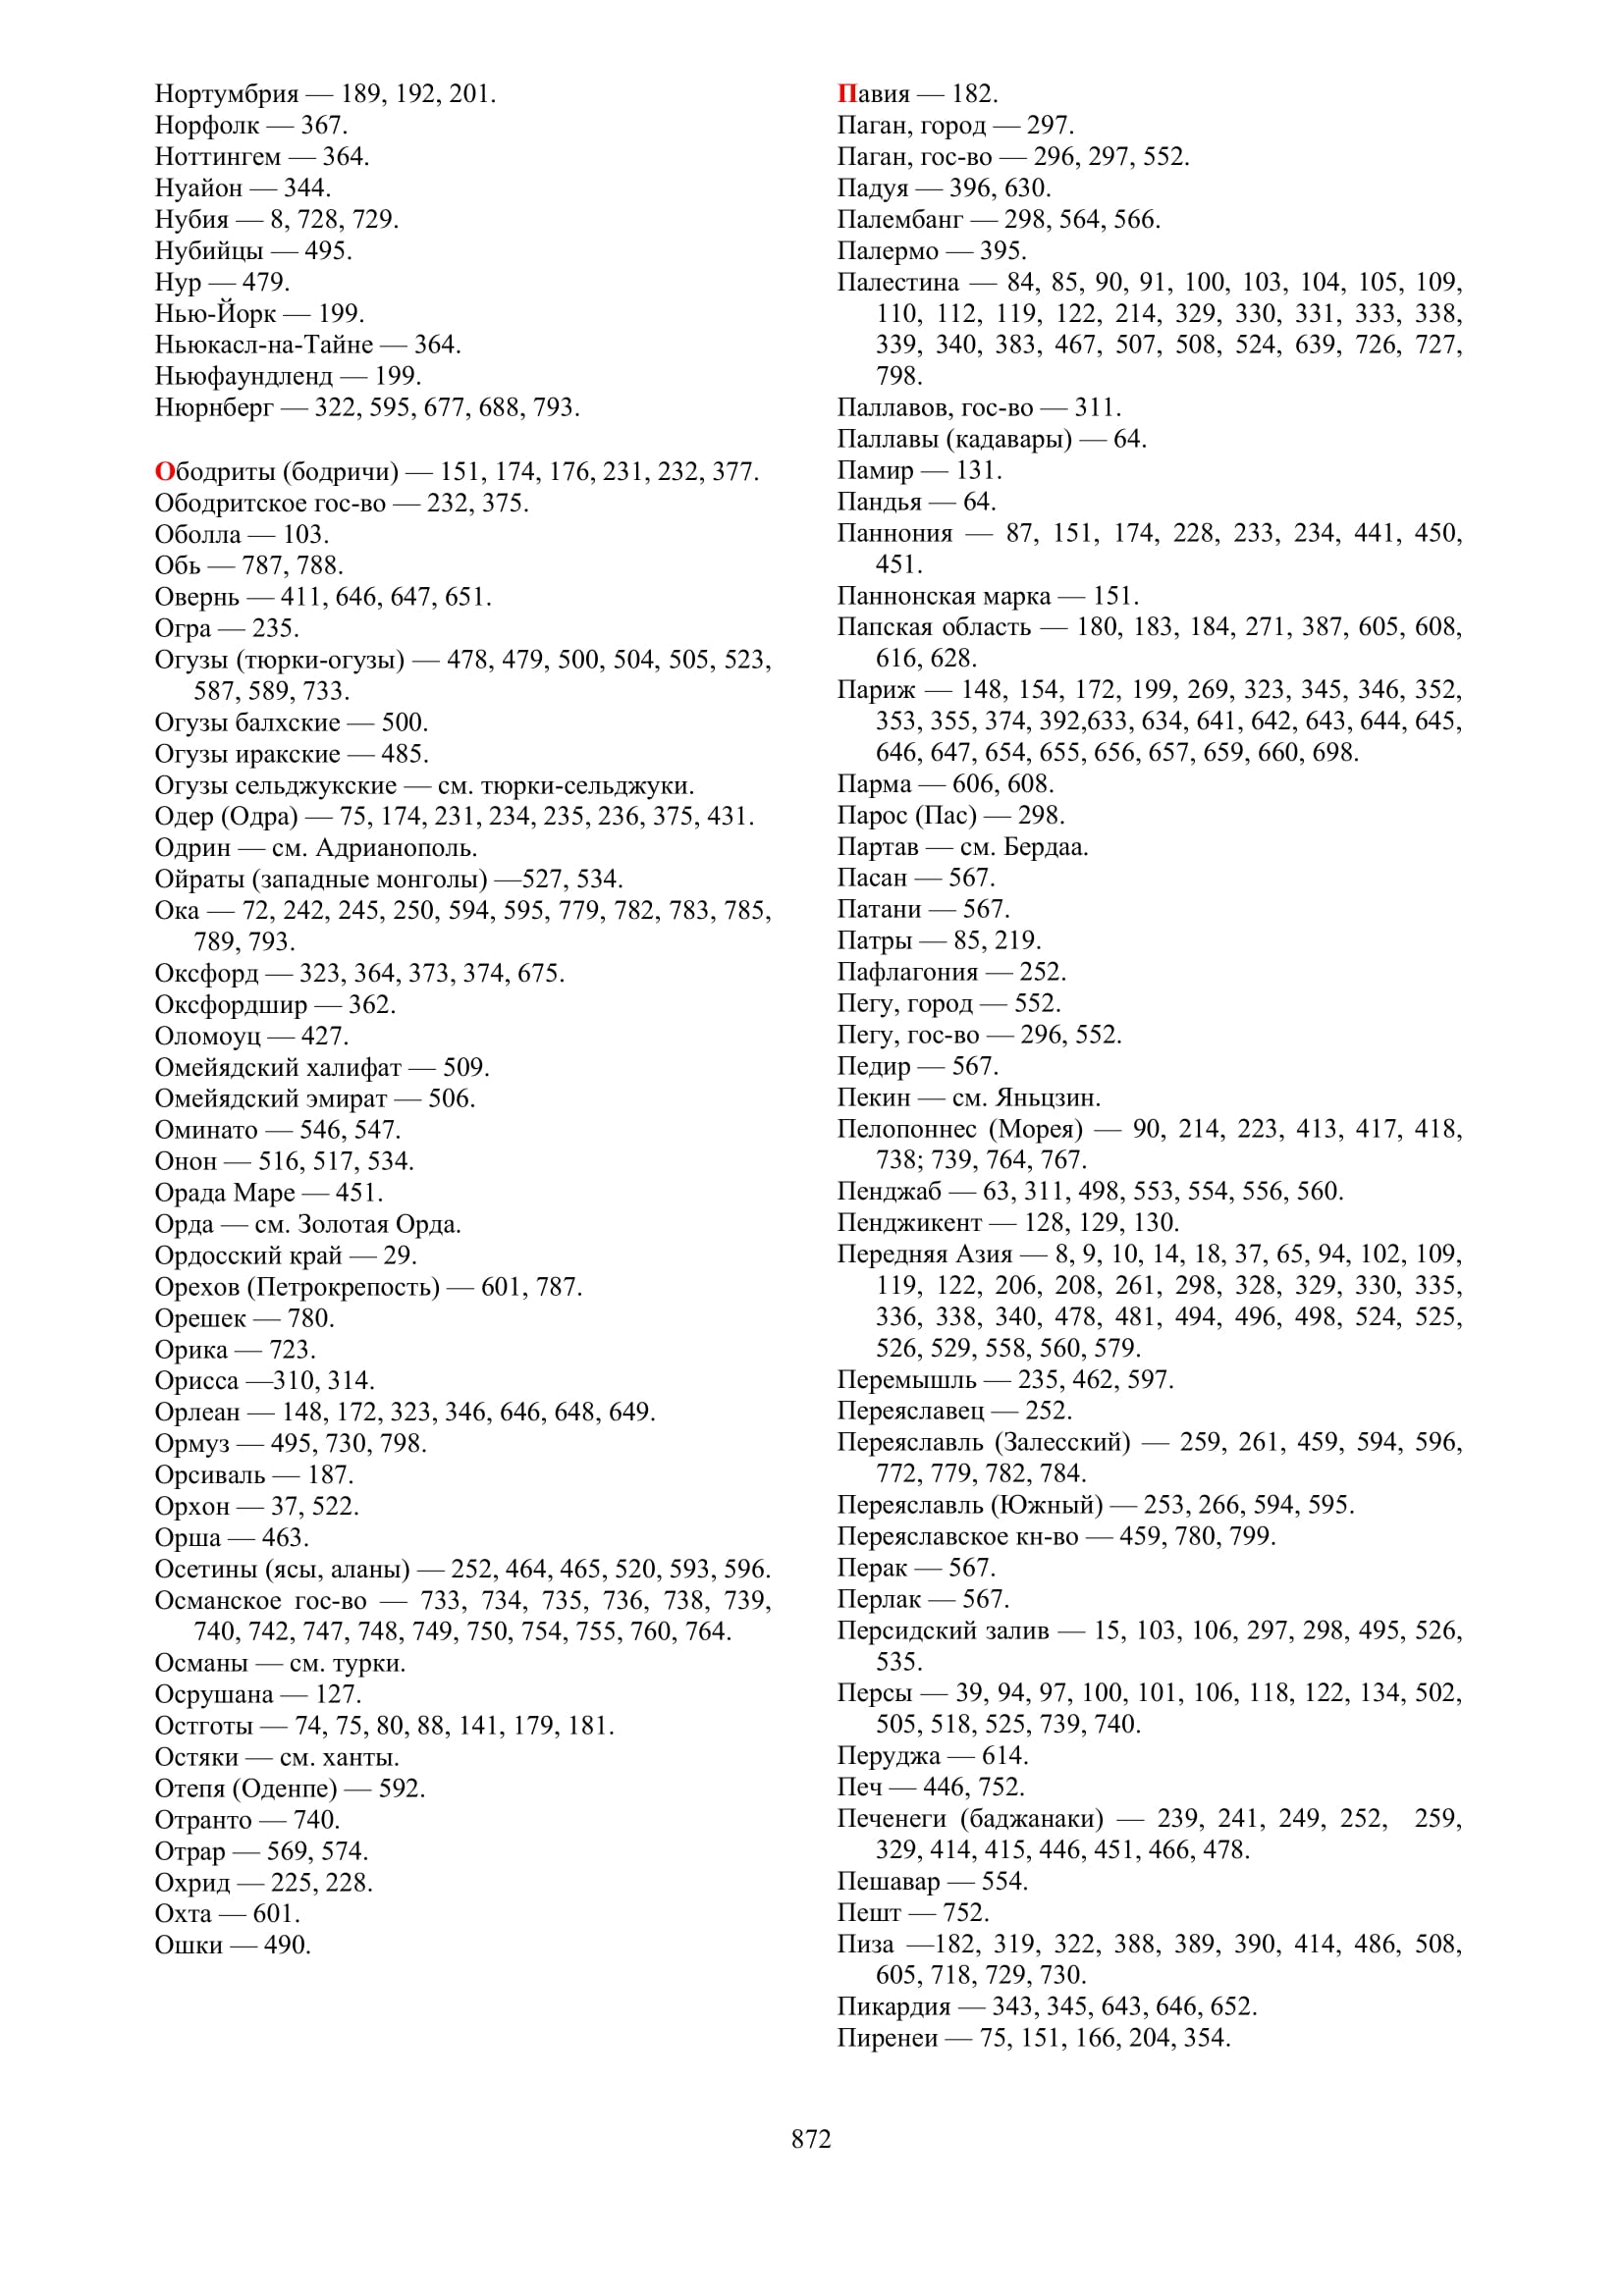 Нортумбрия — 189, 192, 201.
Норфолк — 367.
Ноттингем — 364.
Нуайон — 344.
Нубия — 8, 728, 729.
Нубийцы — 495.
Нур — 479.
Нью-Йорк — 199.
Ньюкасл-на-Тайне — 364.
Ньюфаундленд — 199.
Нюрнберг — 322, 595, 677, 688, 793.
Ободриты (бодричи) — 151, 174, 176, 231, 232, 377.
Ободритское гос-во — 232, 375.
Оболла — 103.
Обь — 787, 788.
Овернь — 411, 646, 647, 651.
Огра — 235.
Огузы (тюрки-огузы) — 478, 479, 500, 504, 505, 523,
587, 589, 733.
Огузы балхские — 500.
Огузы иракские — 485.
Огузы сельджукские — см. тюрки-сельджуки.
Одер (Одра) — 75, 174, 231, 234, 235, 236, 375, 431.
Одрин — см. Адрианополь.
Ойраты (западные монголы) —527, 534.
Ока — 72, 242, 245, 250, 594, 595, 779, 782, 783, 785,
789, 793.
Оксфорд — 323, 364, 373, 374, 675.
Оксфордшир — 362.
Оломоуц — 427.
Омейядский халифат — 509.
Омейядский эмират — 506.
Оминато — 546, 547.
Онон — 516, 517, 534.
Орада Маре — 451.
Орда — см. Золотая Орда.
Ордосский край — 29.
Орехов (Петрокрепость) — 601, 787.
Орешек — 780.
Орика — 723.
Орисса —310, 314.
Орлеан — 148, 172, 323, 346, 646, 648, 649.
Ормуз — 495, 730, 798.
Орсиваль — 187.
Орхон — 37, 522.
Орша — 463.
Осетины (ясы, аланы) — 252, 464, 465, 520, 593, 596.
Османское гос-во — 733, 734, 735, 736, 738, 739,
740, 742, 747, 748, 749, 750, 754, 755, 760, 764.
Османы — см. турки.
Осрушана — 127.
Остготы — 74, 75, 80, 88, 141, 179, 181.
Остяки — см. ханты.
Отепя (Оденпе) — 592.
Отранто — 740.
Отрар — 569, 574.
Охрид — 225, 228.
Охта — 601.
Ошки — 490.
Павия — 182.
Паган, город — 297.
Паган, гос-во — 296, 297, 552.
Падуя — 396, 630.
Палембанг — 298, 564, 566.
Палермо — 395.
Палестина — 84, 85, 90, 91, 100, 103, 104, 105, 109,
110, 112, 119, 122, 214, 329, 330, 331, 333, 338,
339, 340, 383, 467, 507, 508, 524, 639, 726, 727,
798.
Паллавов, гос-во — 311.
Паллавы (кадавары) — 64.
Памир — 131.
Пандья — 64.
Паннония — 87, 151, 174, 228, 233, 234, 441, 450,
451.
Паннонская марка — 151.
Папская область — 180, 183, 184, 271, 387, 605, 608,
616, 628.
Париж — 148, 154, 172, 199, 269, 323, 345, 346, 352,
353, 355, 374, 392,633, 634, 641, 642, 643, 644, 645,
646, 647, 654, 655, 656, 657, 659, 660, 698.
Парма — 606, 608.
Парос (Пас) — 298.
Партав — см. Бердаа.
Пасан — 567.
Патани — 567.
Патры — 85, 219.
Пафлагония — 252.
Пегу, город — 552.
Пегу, гос-во — 296, 552.
Педир — 567.
Пекин — см. Яньцзин.
Пелопоннес (Морея) — 90, 214, 223, 413, 417, 418,
738; 739, 764, 767.
Пенджаб — 63, 311, 498, 553, 554, 556, 560.
Пенджикент — 128, 129, 130.
Передняя Азия — 8, 9, 10, 14, 18, 37, 65, 94, 102, 109,
119, 122, 206, 208, 261, 298, 328, 329, 330, 335,
336, 338, 340, 478, 481, 494, 496, 498, 524, 525,
526, 529, 558, 560, 579.
Перемышль — 235, 462, 597.
Переяславец — 252.
Переяславль (Залесский) — 259, 261, 459, 594, 596,
772, 779, 782, 784.
Переяславль (Южный) — 253, 266, 594, 595.
Переяславское кн-во — 459, 780, 799.
Перак — 567.
Перлак — 567.
Персидский залив — 15, 103, 106, 297, 298, 495, 526,
535.
Персы — 39, 94, 97, 100, 101, 106, 118, 122, 134, 502,
505, 518, 525, 739, 740.
Перуджа — 614.
Печ — 446, 752.
Печенеги (баджанаки) — 239, 241, 249, 252, 259,
329, 414, 415, 446, 451, 466, 478.
Пешавар — 554.
Пешт — 752.
Пиза —182, 319, 322, 388, 389, 390, 414, 486, 508,
605, 718, 729, 730.
Пикардия — 343, 345, 643, 646, 652.
Пиренеи — 75, 151, 166, 204, 354.
872